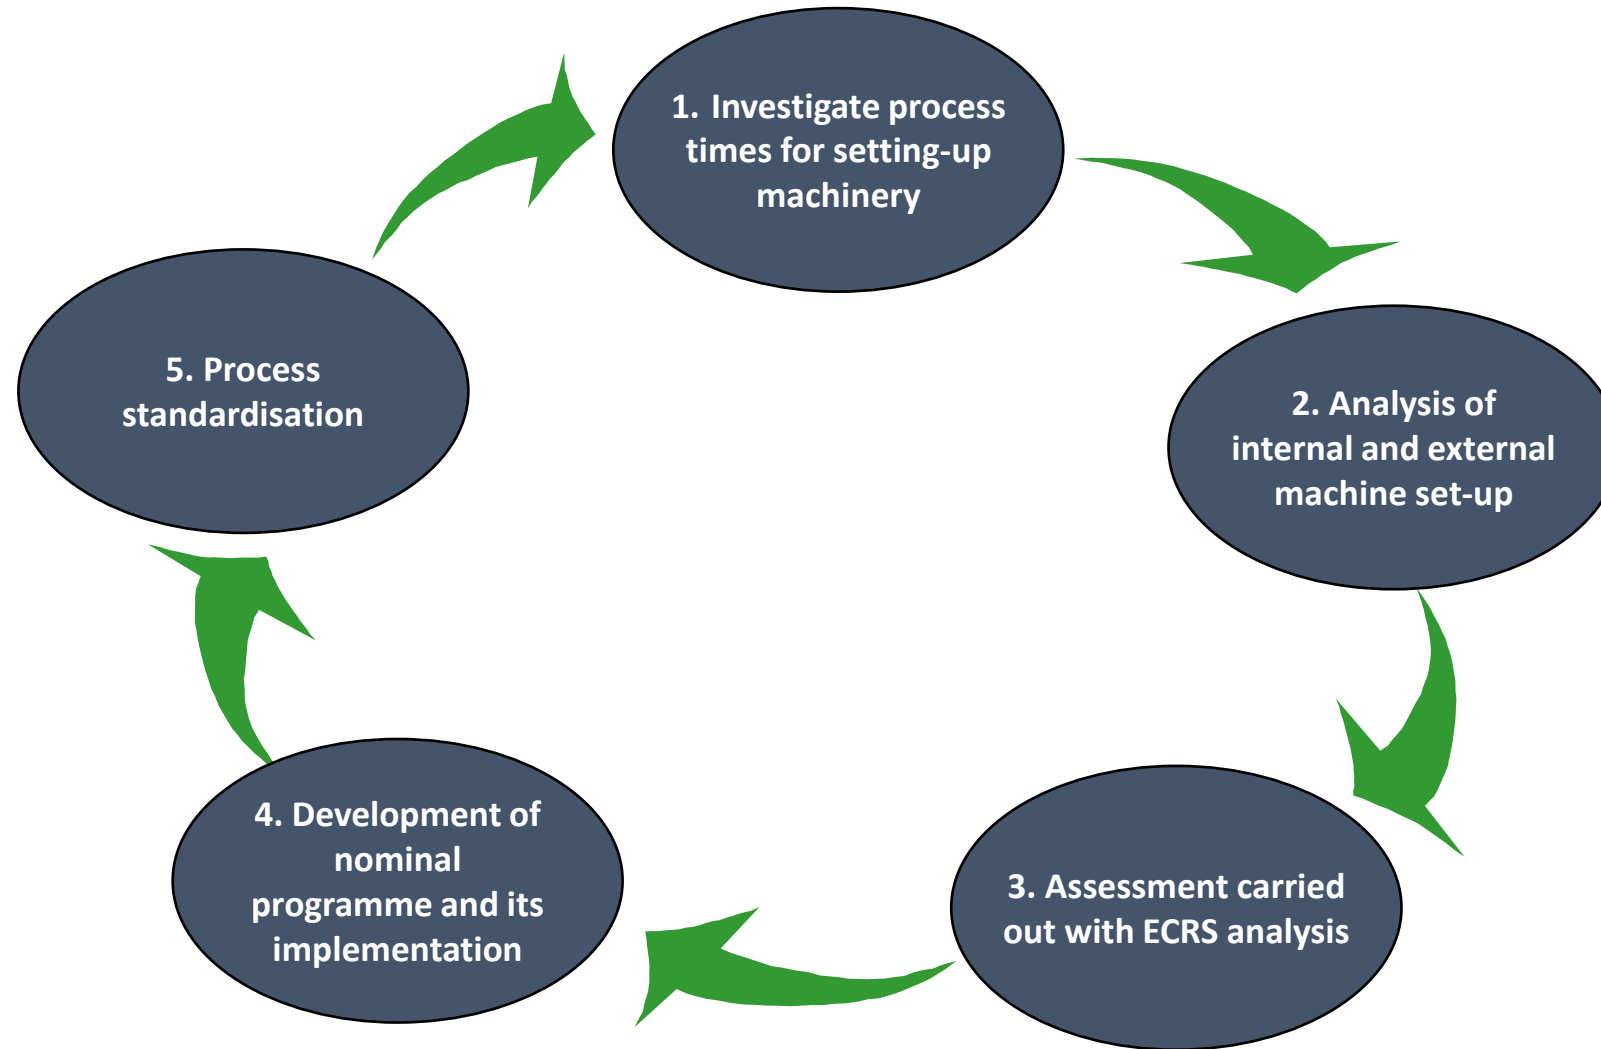 1. Investigate process
times for setting-up
machinery
2. Analysis of
internal and external
machine set-up
3. Assessment carried
out with ECRS analysis
4. Development of
nominal
programme and its
implementation
5. Process
standardisation